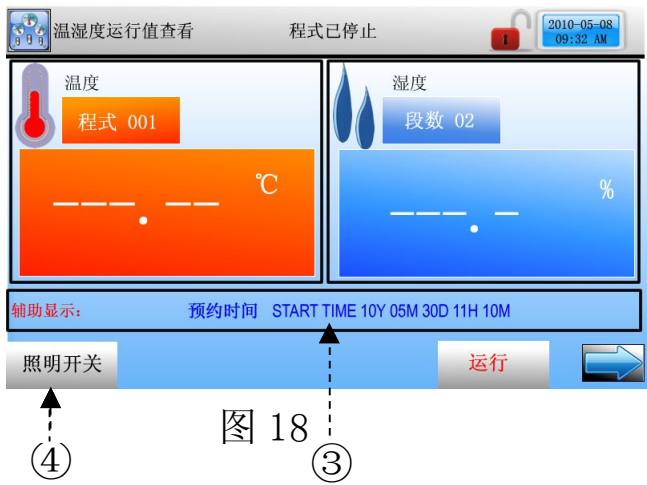 温湿度运行值查看 程式已停止 2010-05-08
09:32 AM
温度 湿度
程式 001 段数 02
---.-- ℃ ---.- %
辅助显示： 预约时间 START TIME 10Y 05M 30D 11H 10M
照明开关 运行
图 18
④ ③